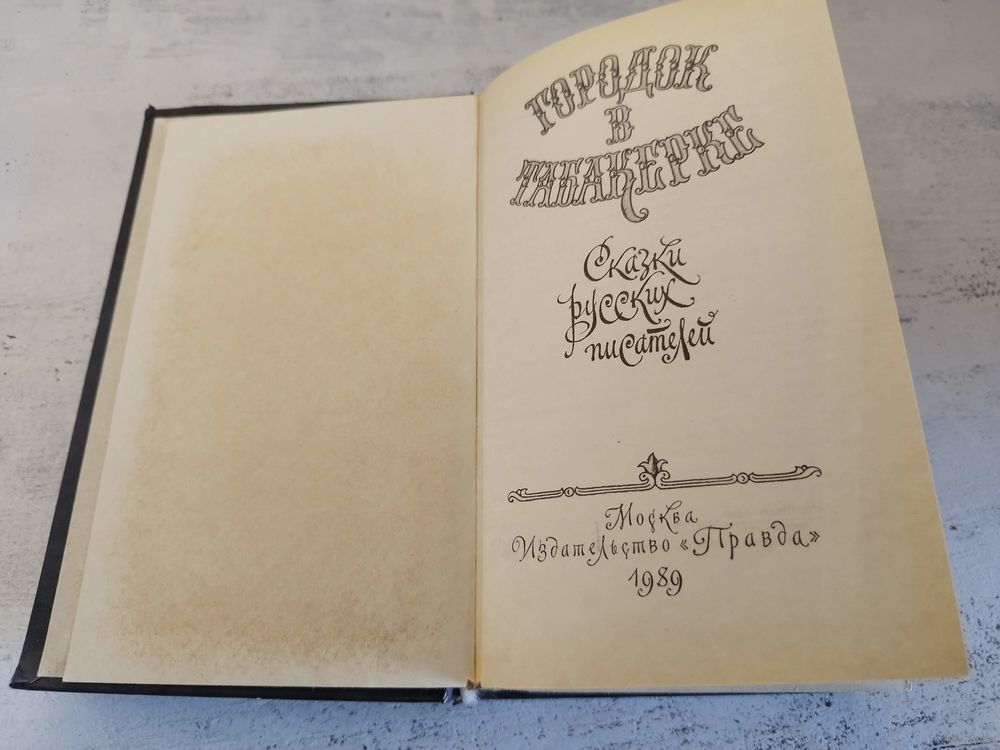 ГОРОДОК
В
ТАБАКЕРКЕ
Сказки
русских
писателей
Москва
Издательство «Правда»
1989